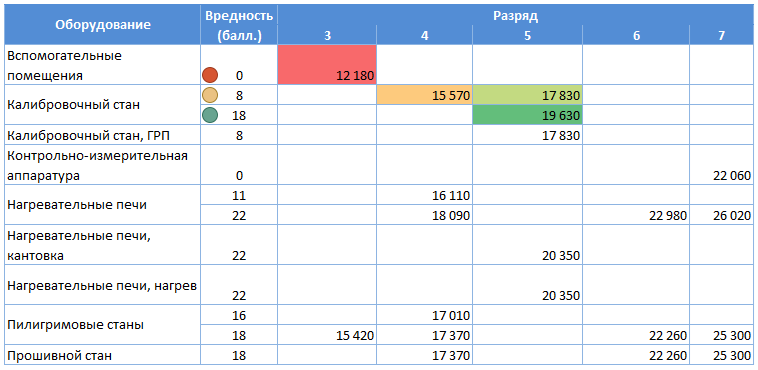 Оборудование Вредность (балл.) Разряд
3 4 5 6 7
Вспомогательные
помещения 0 12 180
Калибровочный стан 8 15 570 17 830
18 19 630
Калибровочный стан, ГРП 8 17 830
Контрольно-измерительная
аппаратура 0 22 060
Нагревательные печи 11 16 110
22 18 090 22 980 26 020
Нагревательные печи,
кантовка 22 20 350
Нагревательные печи, нагрев
22 20 350
Пилигримовые станы 16 17 010
18 15 420 17 370 22 260 25 300
Прошивной стан 18 17 370 22 260 25 300